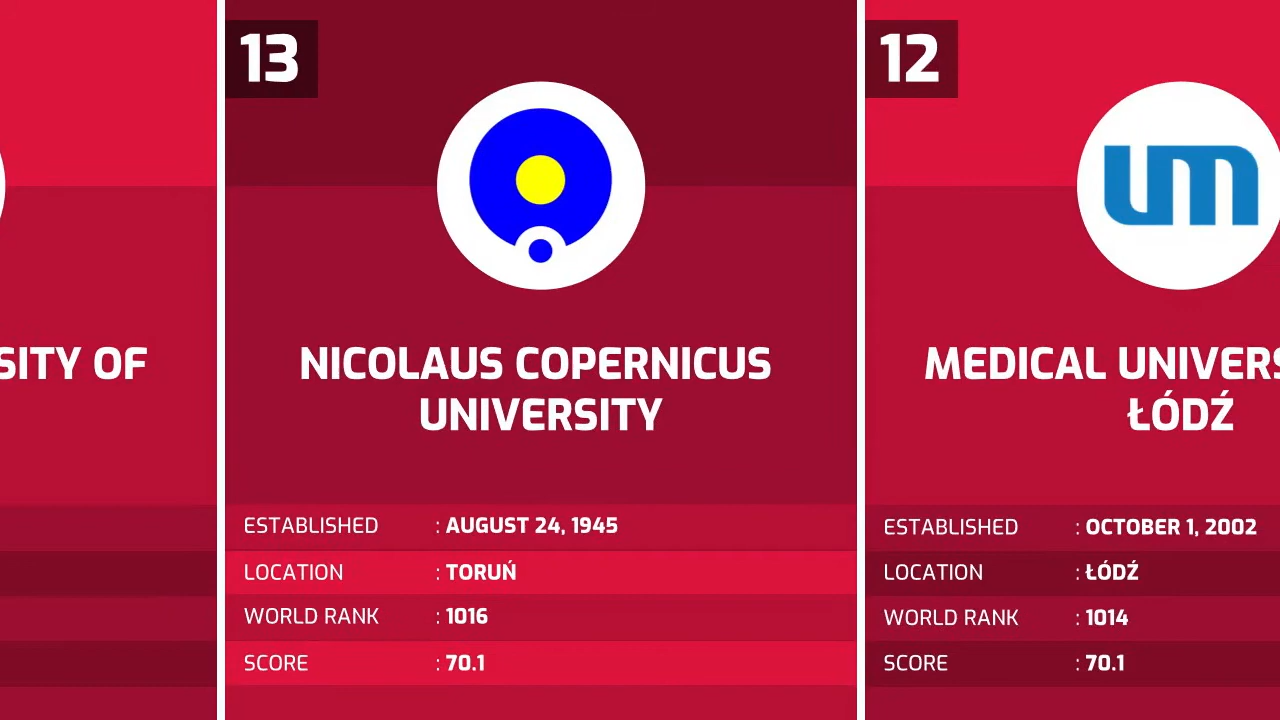 SITY OF
13
NICOLAUS COPERNICUS
UNIVERSITY
ESTABLISHED : AUGUST 24, 1945
LOCATION : TORUŃ
WORLD RANK : 1016
SCORE : 70.1
12
um
MEDICAL UNIVERS
ŁÓDŹ
ESTABLISHED : OCTOBER 1, 2002
LOCATION : ŁÓDŹ
WORLD RANK : 1014
SCORE : 70.1